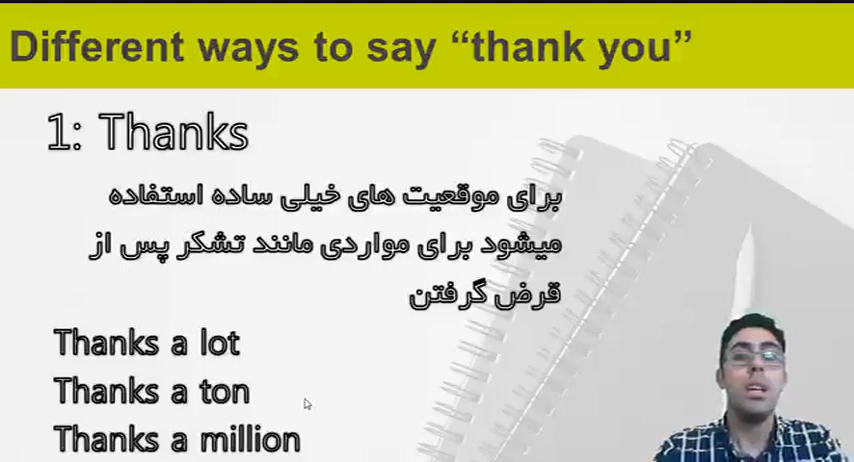 Different ways to say “thank you”
1: Thanks
برای موقعیت های خیلی ساده استفاده
میشود برای مواردی مانند تشکر پس از
قرض گرفتن
Thanks a lot
Thanks a ton
Thanks a million